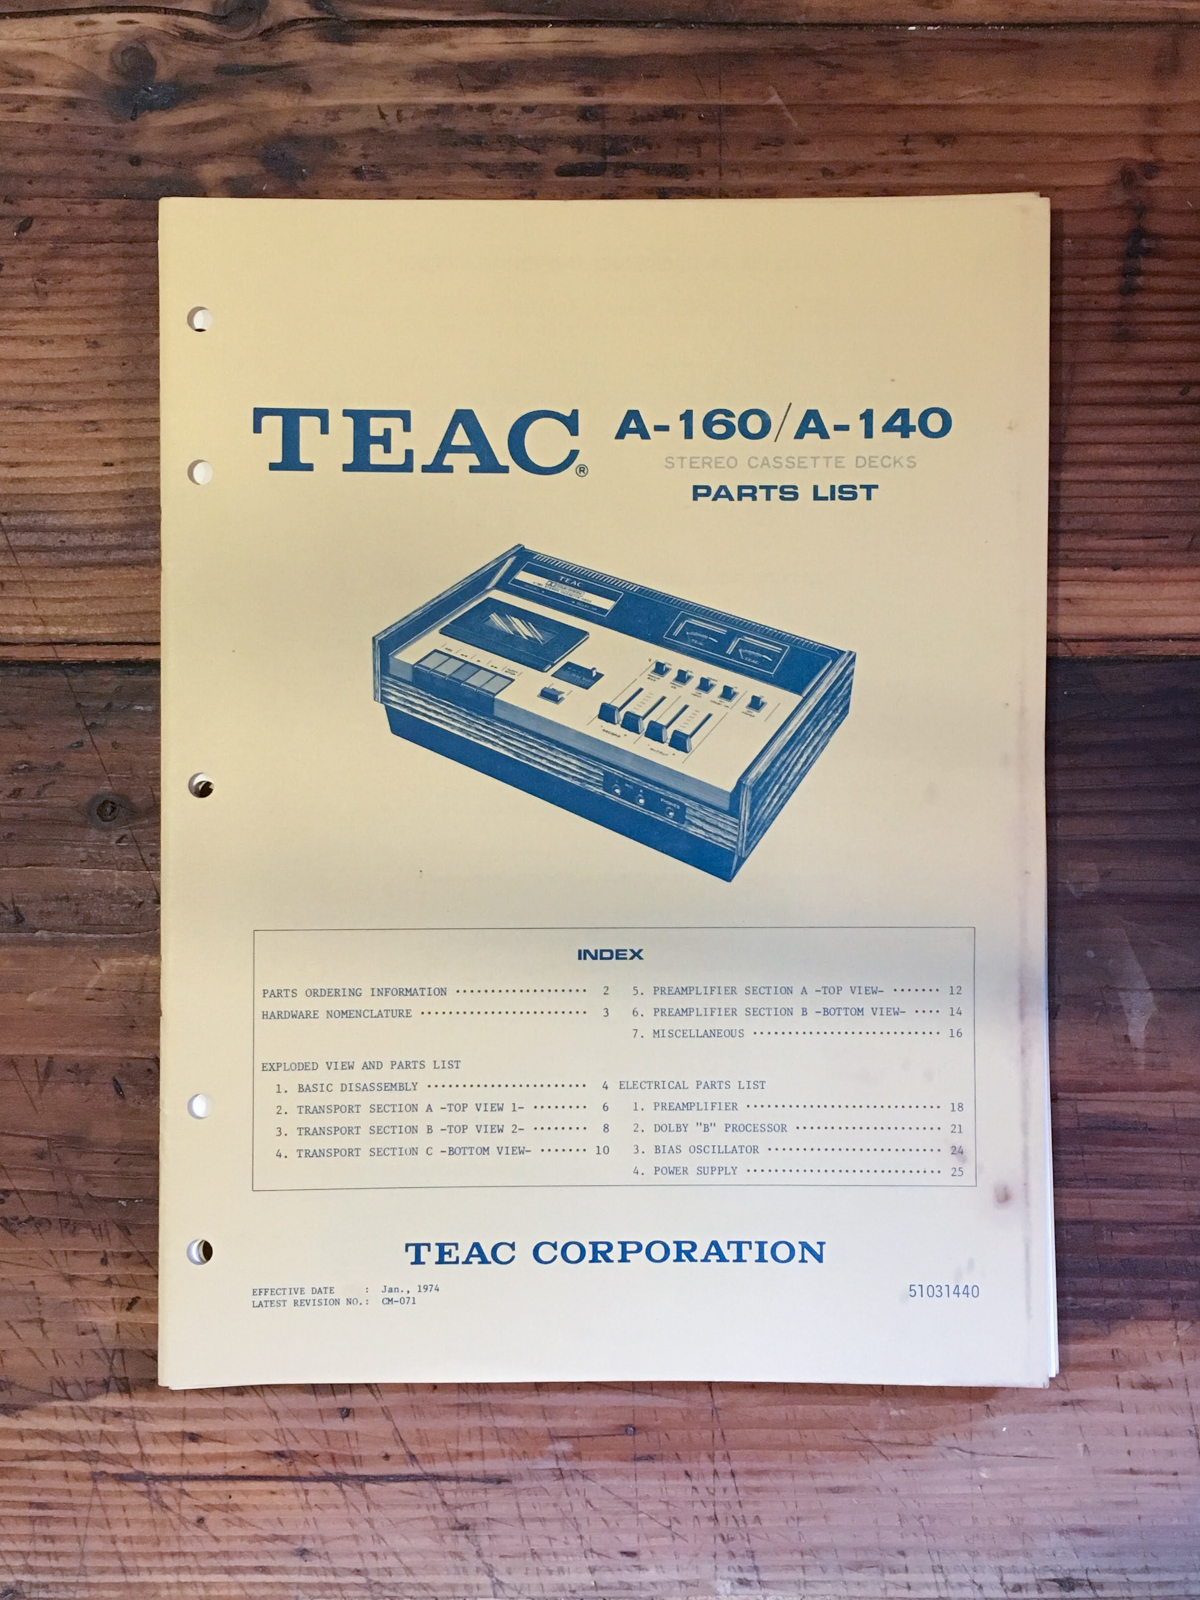 TEAC®
A-160/A-140
STEREO CASSETTE DECKS
PARTS LIST
TEAC
PHONES
INDEX
PARTS ORDERING INFORMATION ·················· 2
HARDWARE NOMENCLATURE ······················· 3
EXPLODED VIEW AND PARTS LIST
1. BASIC DISASSEMBLY ······················ 4
2. TRANSPORT SECTION A -TOP VIEW 1- ········ 6
3. TRANSPORT SECTION B -TOP VIEW 2- ········ 8
4. TRANSPORT SECTION C -BOTTOM VIEW- ······· 10
5. PREAMPLIFIER SECTION A -TOP VIEW- ······· 12
6. PREAMPLIFIER SECTION B -BOTTOM VIEW- ···· 14
7. MISCELLANEOUS ·························· 16
ELECTRICAL PARTS LIST
1. PREAMPLIFIER ··························· 18
2. DOLBY "B" PROCESSOR ···················· 21
3. BIAS OSCILLATOR ························ 24
4. POWER SUPPLY ··························· 25
TEAC CORPORATION
EFFECTIVE DATE : Jan., 1974
LATEST REVISION NO.: CM-071
51031440